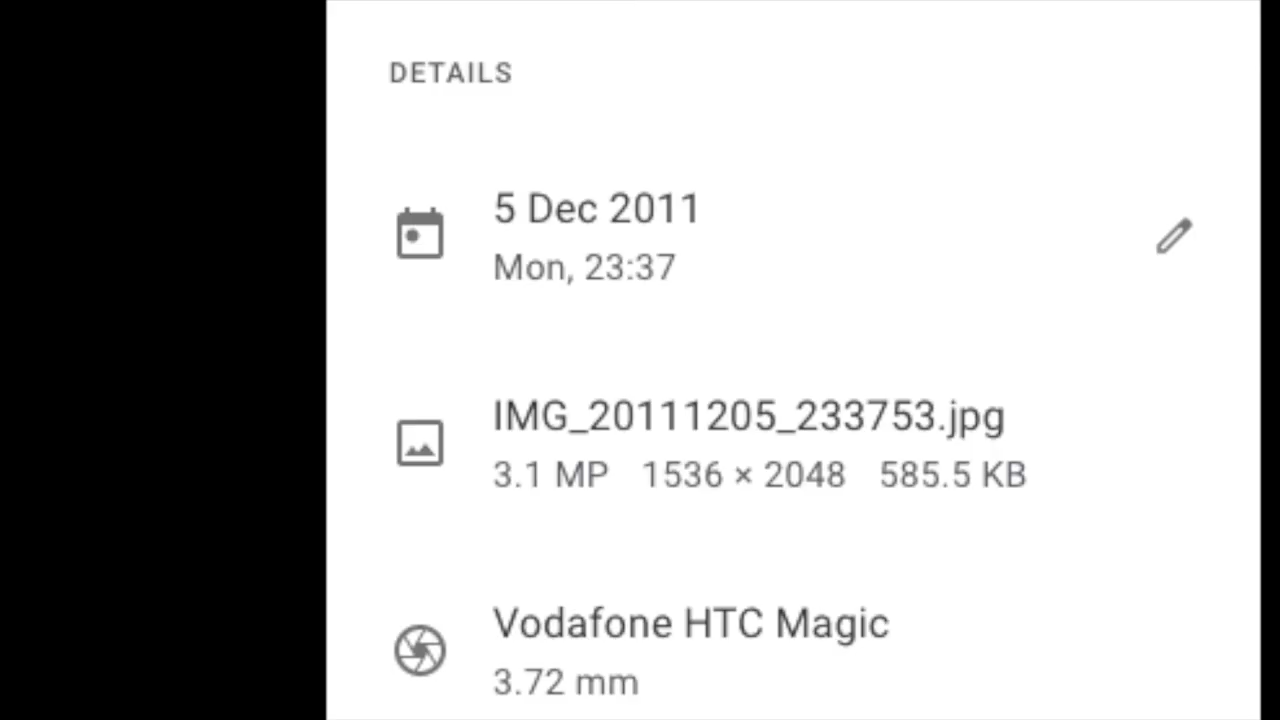 DETAILS
5 Dec 2011
Mon, 23:37
IMG_20111205_233753.jpg
3.1 MP 1536 × 2048 585.5 KB
Vodafone HTC Magic
3.72 mm